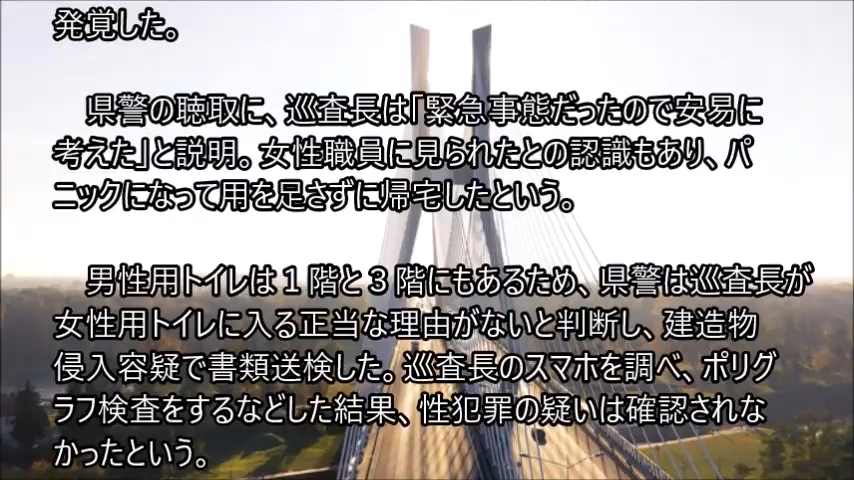 発覚した。
県警の聴取に、巡査長は「緊急事態だったので安易に
考えた」と説明。女性職員に見られたとの認識もあり、パ
ニックになって用を足さずに帰宅したという。
男性用トイレは1階と3階にもあるため、県警は巡査長が
女性用トイレに入る正当な理由がないと判断し、建造物
侵入容疑で書類送検した。巡査長のスマホを調べ、ポリグ
ラフ検査をするなどした結果、性犯罪の疑いは確認されな
かったという。